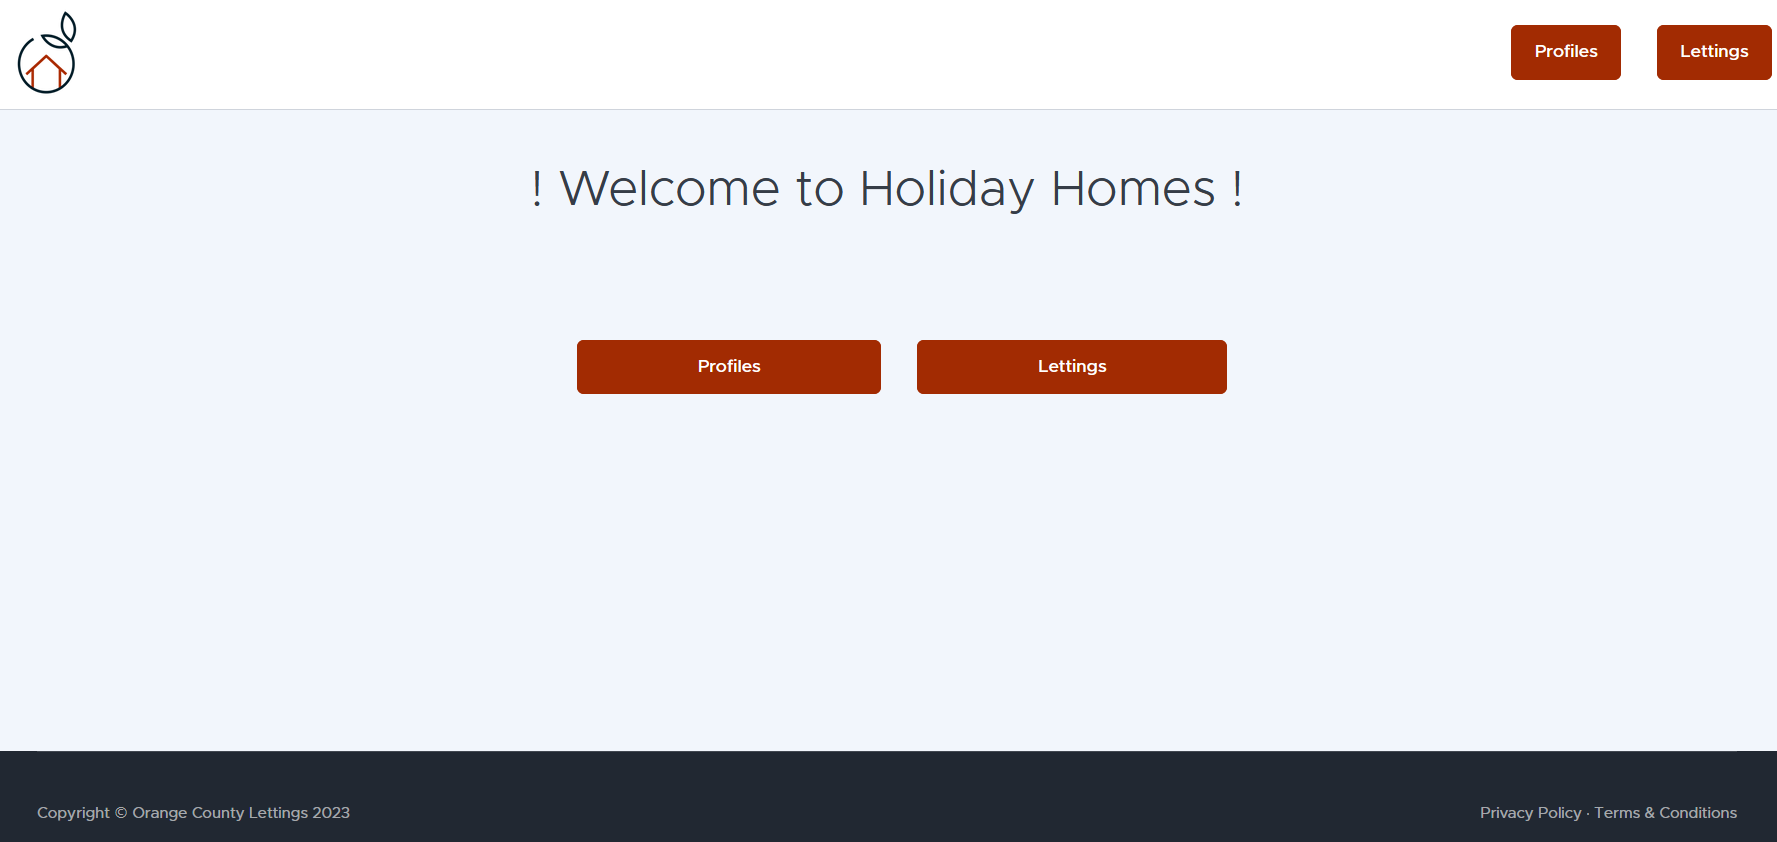 Profiles
Lettings
! Welcome to Holiday Homes !
Profiles
Lettings
Copyright © Orange County Lettings 2023
Privacy Policy · Terms & Conditions